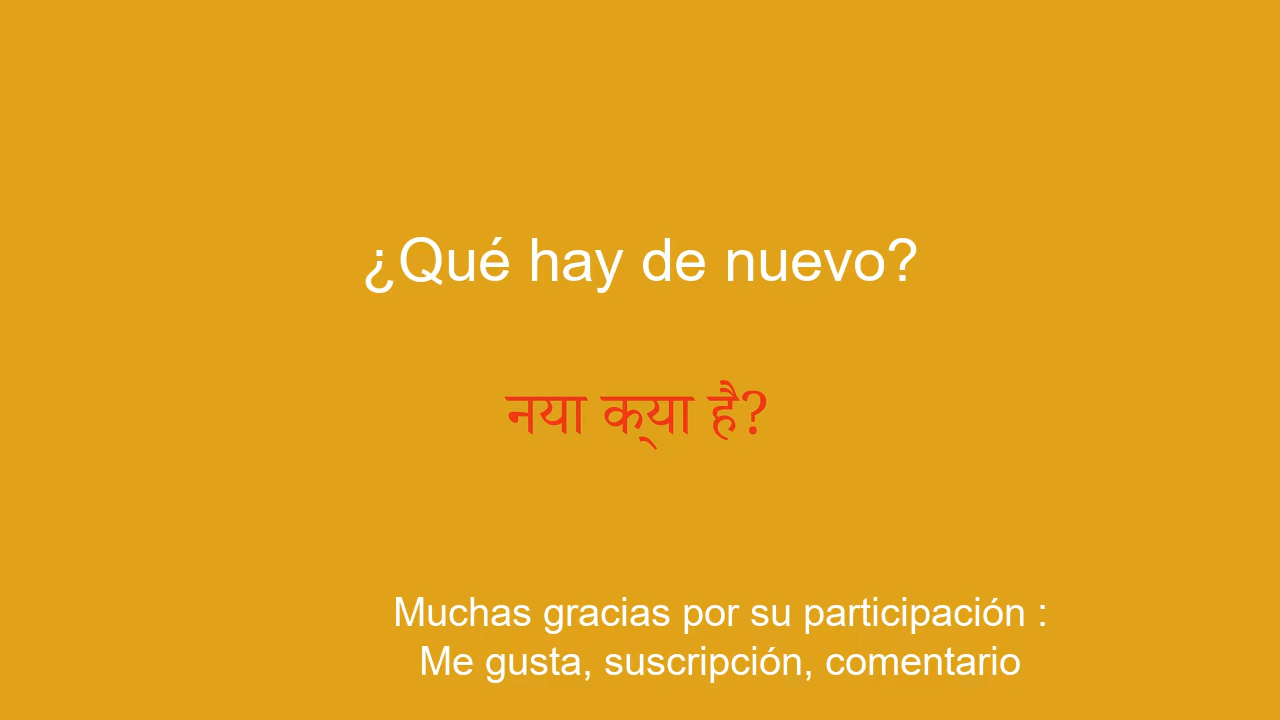 ¿Qué hay de nuevo?
नया क्या है?
Muchas gracias por su participación :
Me gusta, suscripción, comentario